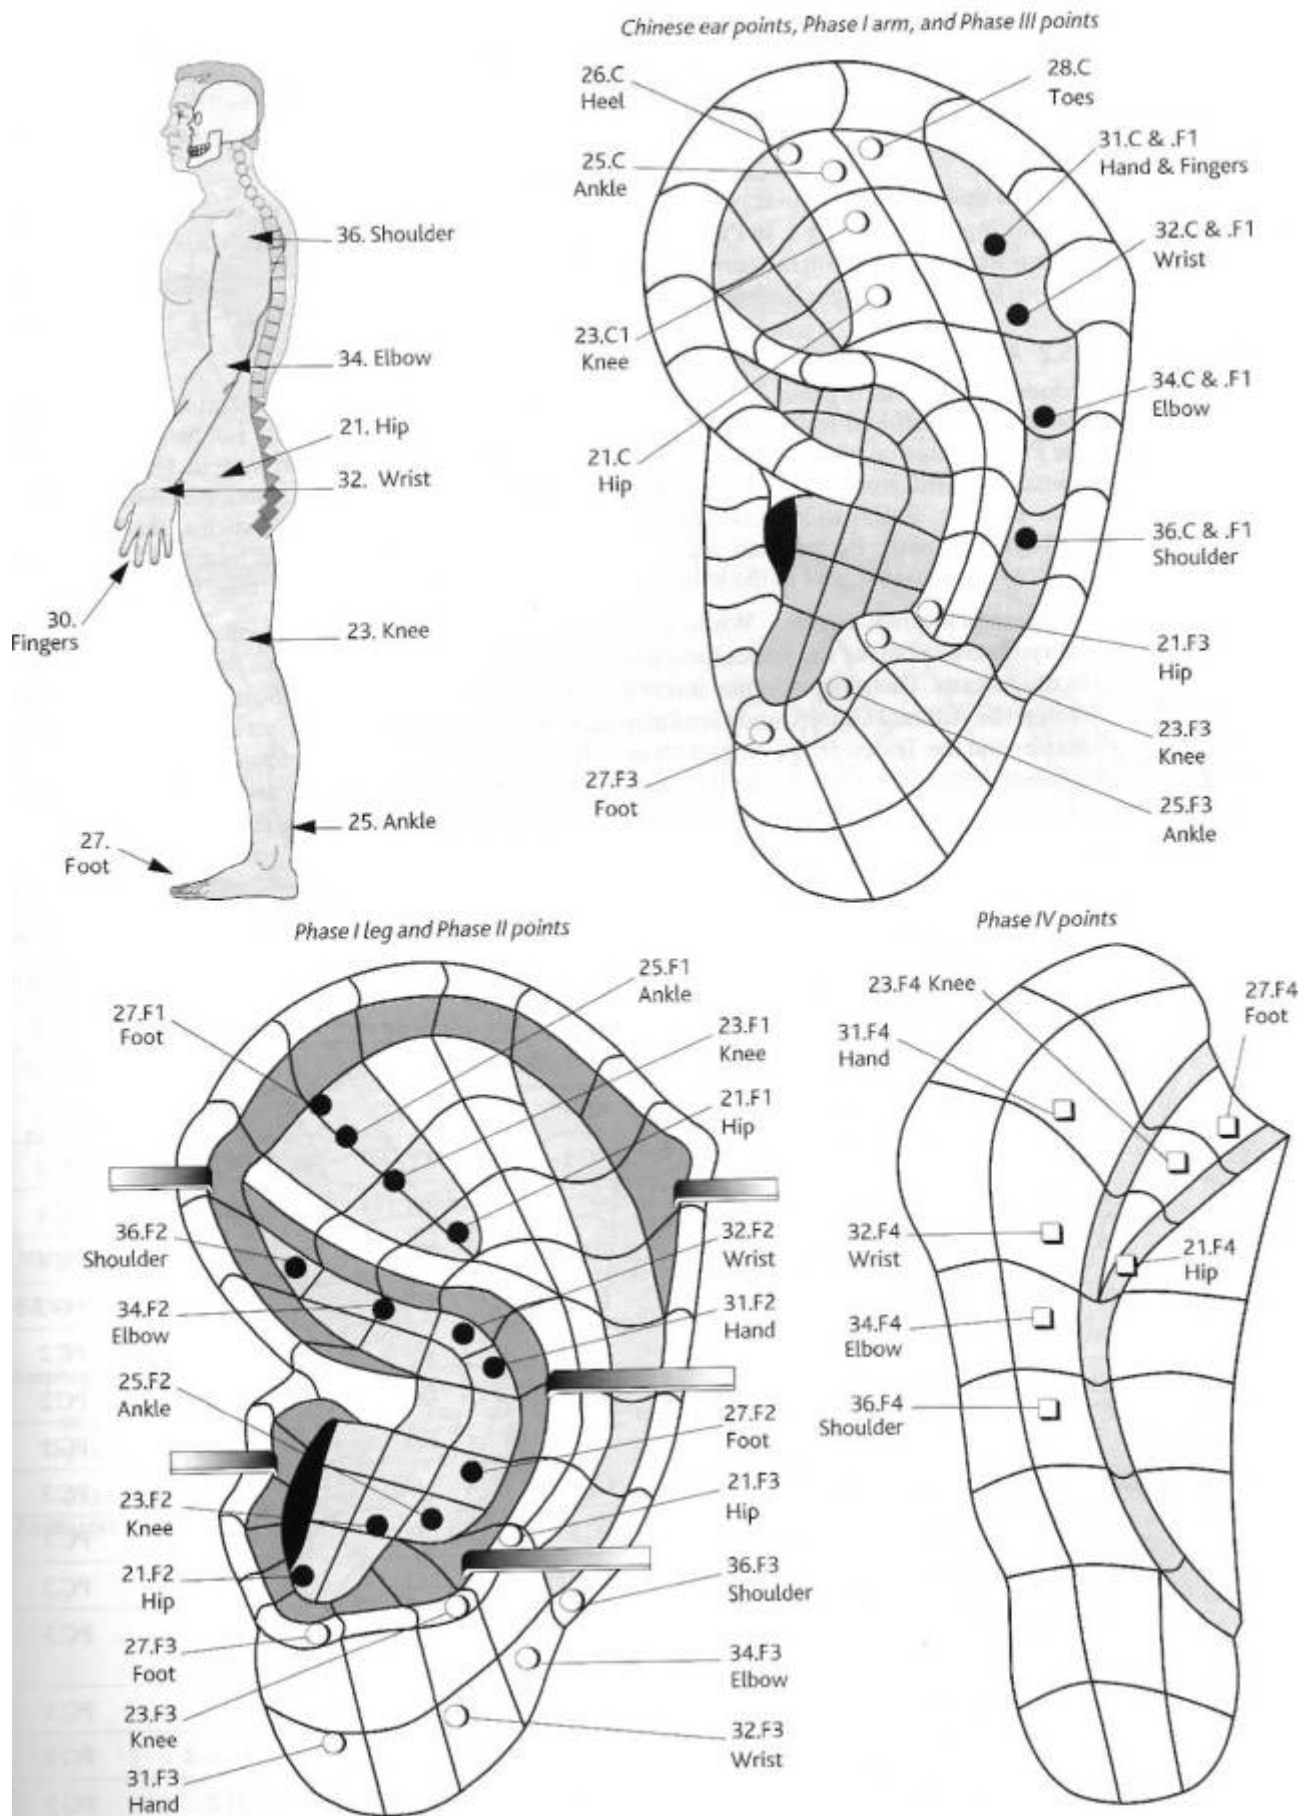 Chinese ear points, Phase I arm, and Phase III points
36. Shoulder
34. Elbow
21. Hip
32. Wrist
30.
Fingers
23. Knee
25. Ankle
27.
Foot
26.C
Heel
28.C
Toes
25.C
Ankle
31.C & .F1
Hand & Fingers
32.C & .F1
Wrist
23.C1
Knee
34.C & .F1
Elbow
21.C
Hip
36.C & .F1
Shoulder
21.F3
Hip
23.F3
Knee
27.F3
Foot
25.F3
Ankle
Phase I leg and Phase II points
25.F1
Ankle
27.F1
Foot
23.F1
Knee
21.F1
Hip
36.F2
Shoulder
32.F2
Wrist
34.F2
Elbow
31.F2
Hand
25.F2
Ankle
27.F2
Foot
23.F2
Knee
21.F3
Hip
21.F2
Hip
36.F3
Shoulder
27.F3
Foot
34.F3
Elbow
23.F3
Knee
32.F3
Wrist
31.F3
Hand
Phase IV points
23.F4 Knee
27.F4
Foot
31.F4
Hand
32.F4
Wrist
21.F4
Hip
34.F4
Elbow
36.F4
Shoulder